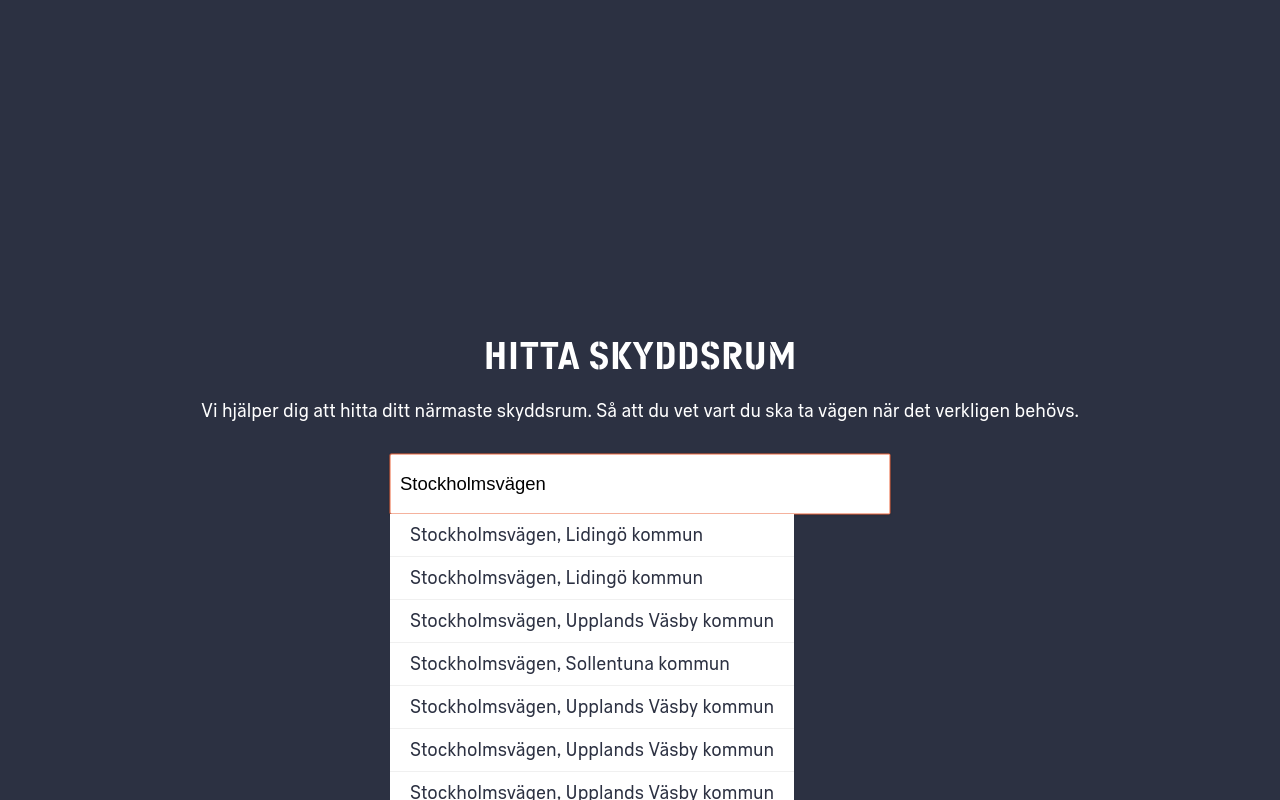 HITTA SKYDDSRUM
Vi hjälper dig att hitta ditt närmaste skyddsrum. Så att du vet vart du ska ta vägen när det verkligen behövs.
Stockholmsvägen
Stockholmsvägen, Lidingö kommun
Stockholmsvägen, Lidingö kommun
Stockholmsvägen, Upplands Väsby kommun
Stockholmsvägen, Sollentuna kommun
Stockholmsvägen, Upplands Väsby kommun
Stockholmsvägen, Upplands Väsby kommun
Stockholmsvägen, Upplands Väsby kommun